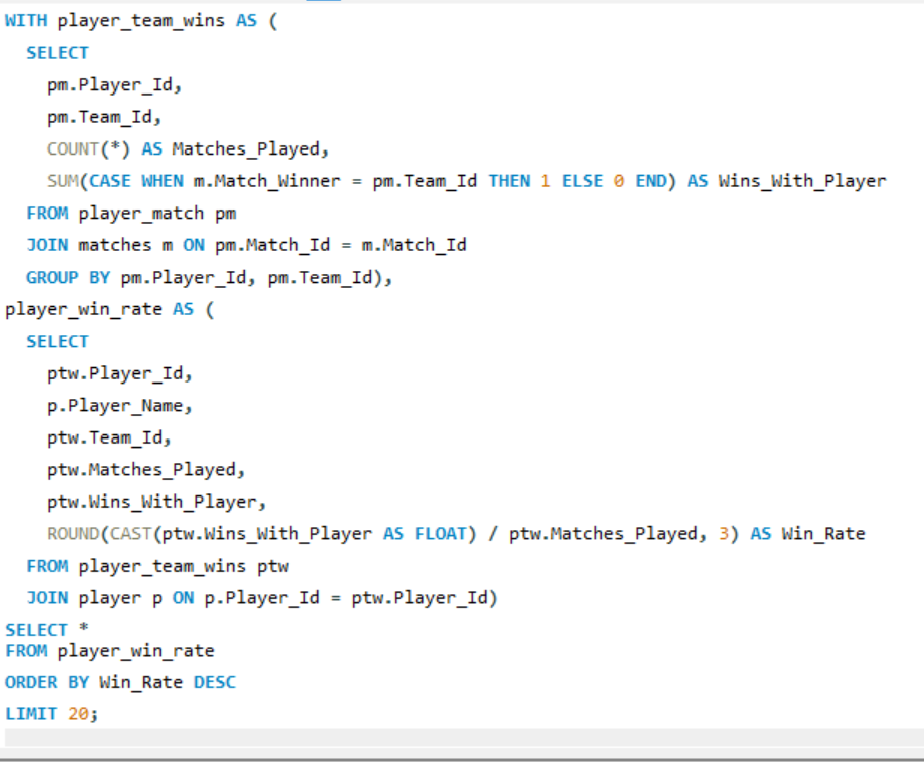 WITH player_team_wins AS (
  SELECT
    pm.Player_Id,
    pm.Team_Id,
    COUNT(*) AS Matches_Played,
    SUM(CASE WHEN m.Match_Winner = pm.Team_Id THEN 1 ELSE 0 END) AS Wins_With_Player
  FROM player_match pm
  JOIN matches m ON pm.Match_Id = m.Match_Id
  GROUP BY pm.Player_Id, pm.Team_Id),
player_win_rate AS (
  SELECT
    ptw.Player_Id,
    p.Player_Name,
    ptw.Team_Id,
    ptw.Matches_Played,
    ptw.Wins_With_Player,
    ROUND(CAST(ptw.Wins_With_Player AS FLOAT) / ptw.Matches_Played, 3) AS Win_Rate
  FROM player_team_wins ptw
  JOIN player p ON p.Player_Id = ptw.Player_Id)
SELECT *
FROM player_win_rate
ORDER BY Win_Rate DESC
LIMIT 20;